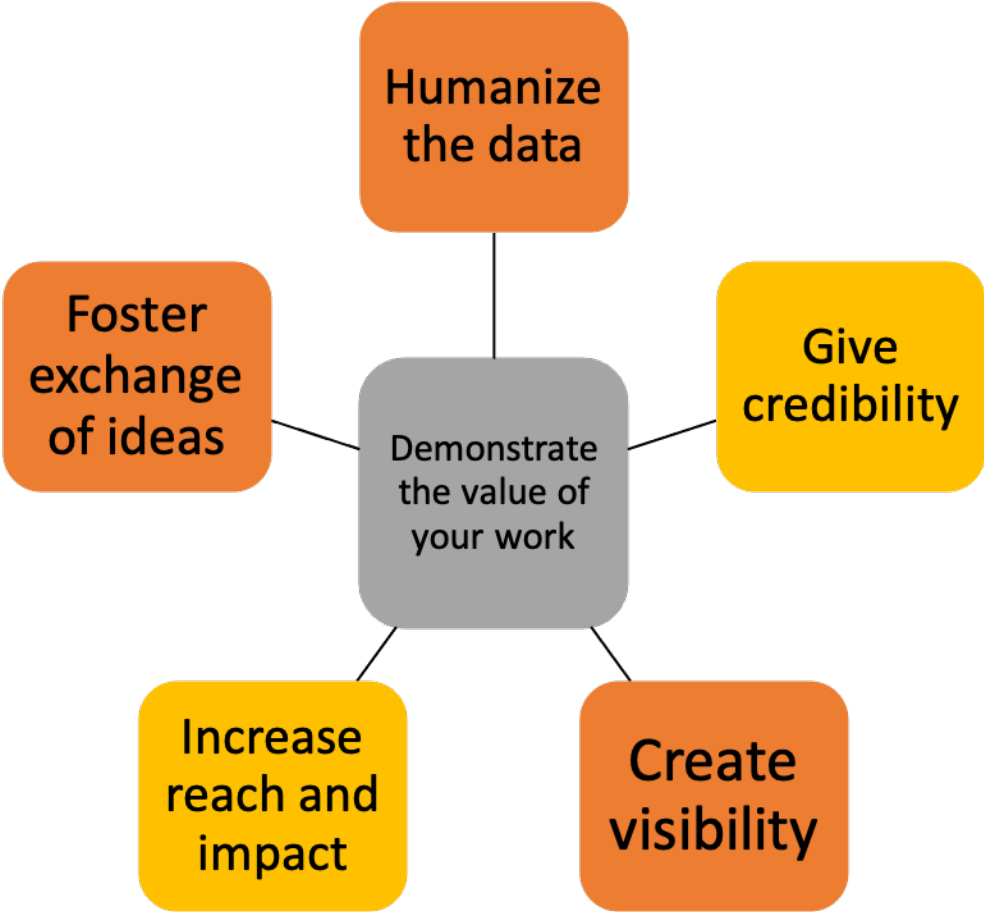 Humanize
the data
Give
credibility
Create
visibility
Increase
reach and
impact
Foster
exchange
of ideas
Demonstrate
the value of
your work